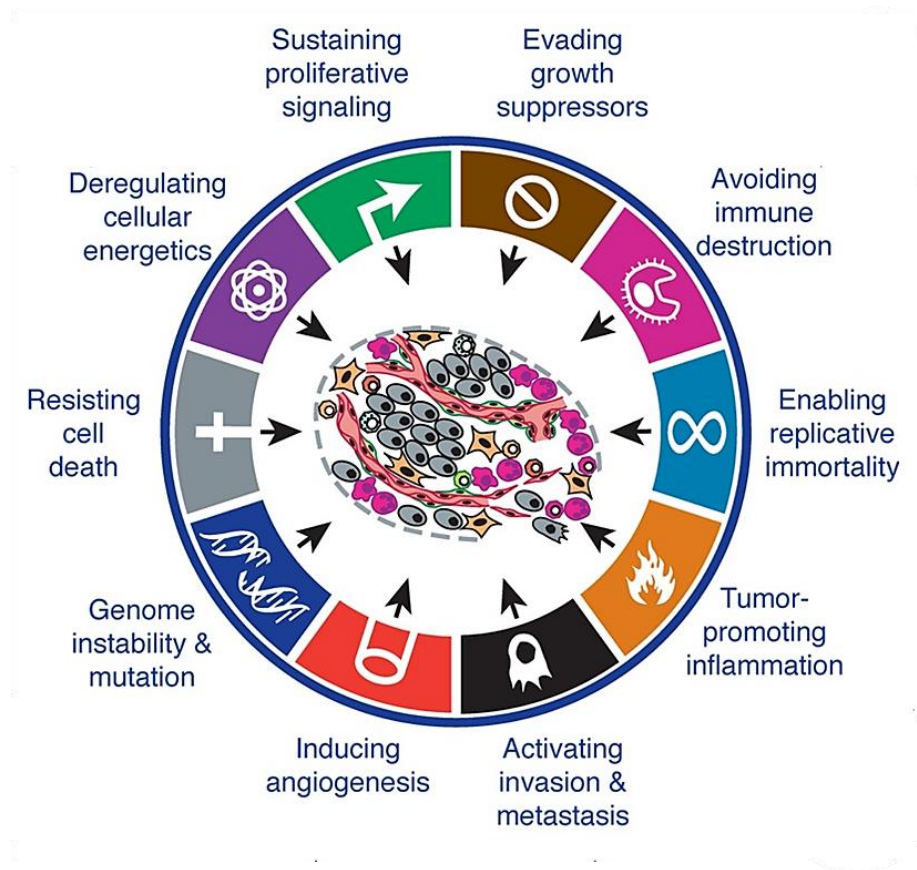 Sustaining
proliferative
signaling
Evading
growth
suppressors
Avoiding
immune
destruction
Enabling
replicative
immortality
Tumor-
promoting
inflammation
Activating
invasion &
metastasis
Inducing
angiogenesis
Genome
instability &
mutation
Resisting
cell
death
Deregulating
cellular
energetics